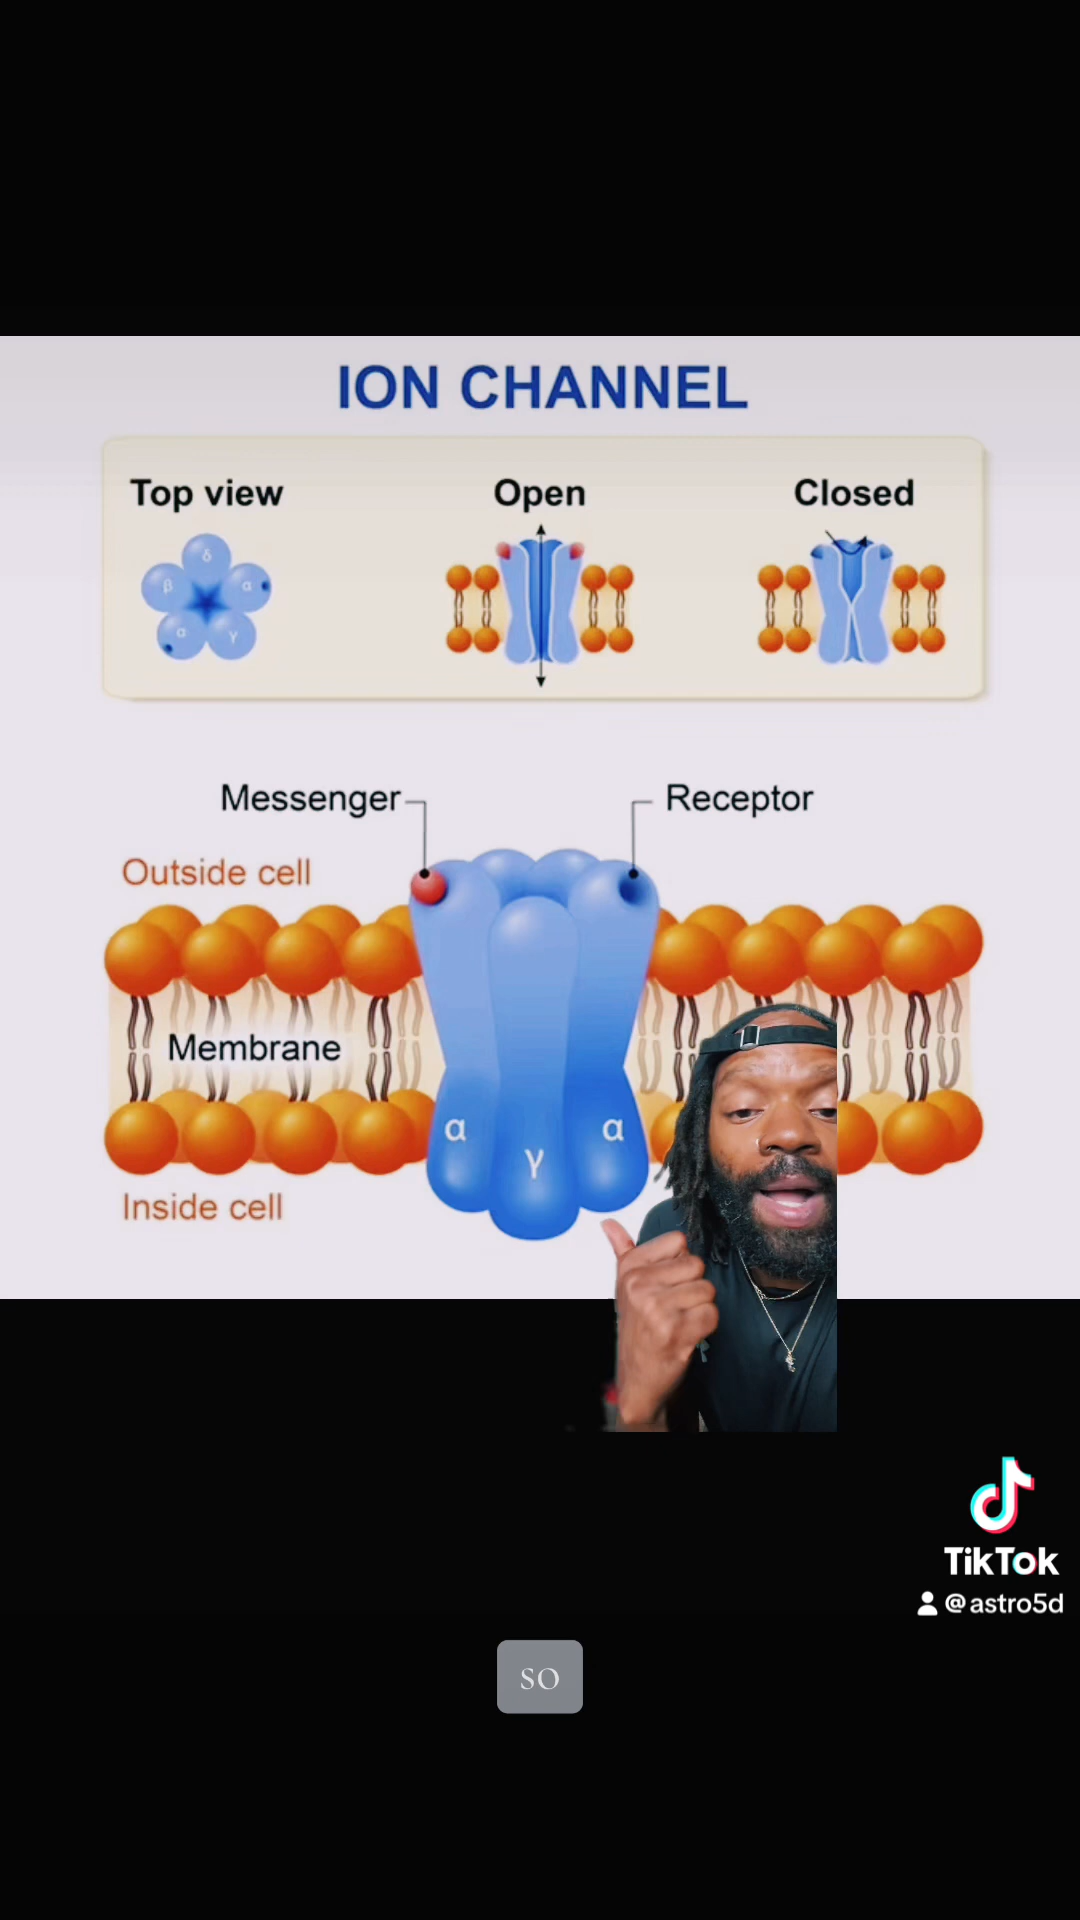 ION CHANNEL
Top view
Open
Closed
δ
β
α
α
γ
Messenger
Receptor
Outside cell
Membrane
α
α
γ
Inside cell
TikTok
@astro5d
so